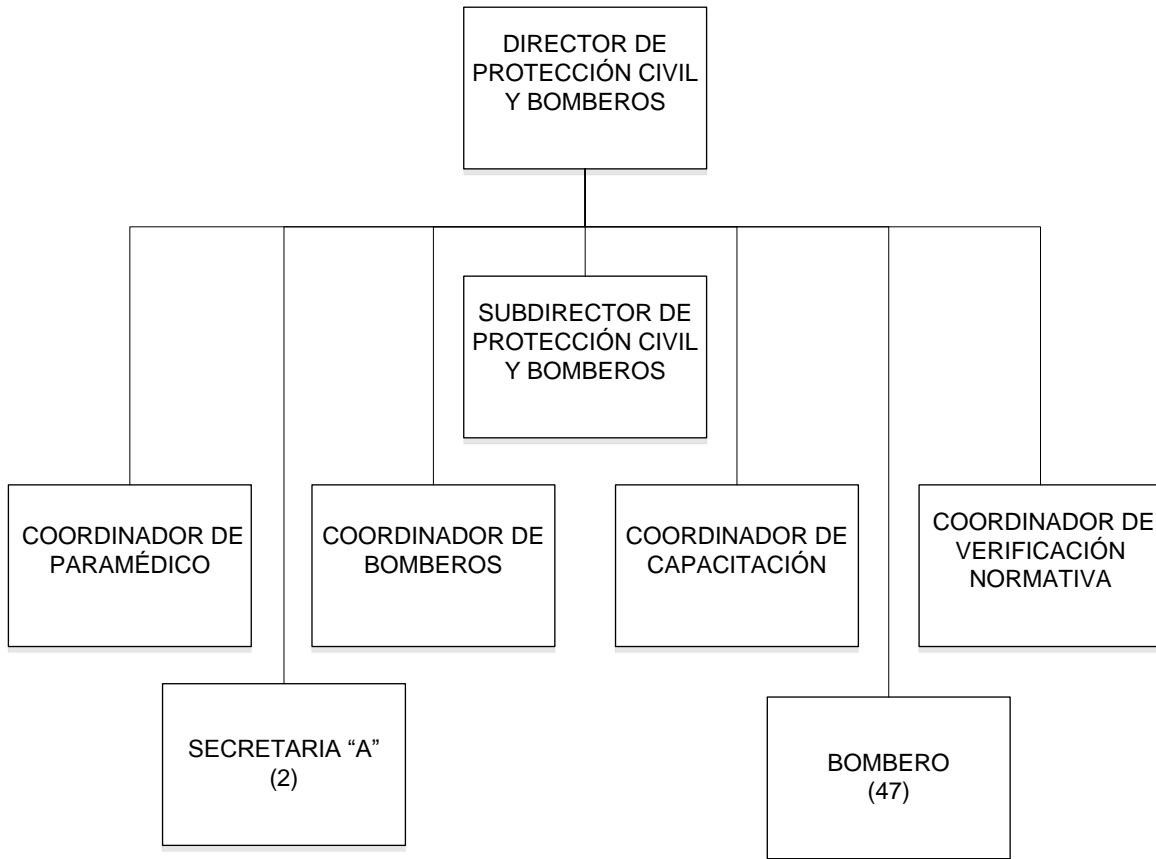 DIRECTOR DE
PROTECCIÓN CIVIL
Y BOMBEROS
SUBDIRECTOR DE
PROTECCIÓN CIVIL
Y BOMBEROS
COORDINADOR DE
PARAMÉDICO
COORDINADOR DE
BOMBEROS
COORDINADOR DE
CAPACITACIÓN
COORDINADOR DE
VERIFICACIÓN
NORMATIVA
SECRETARIA “A”
(2)
BOMBERO
(47)